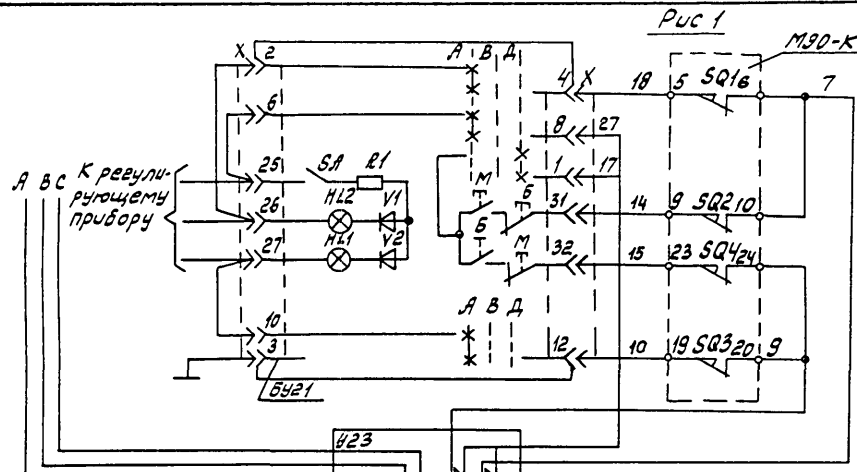 Рис 1
МЭО-К
X 2
А В Д
4 X
18
5 SQ1 6
7
6
8 27
25 SA R1
1 17
А В С
К регули-
рующему
прибору
26 HL2 V1
М Б 31
14
9 SQ2 10
27 HL1 V2
Б М 32
15
23 SQ4 24
А В Д
10
3
12
10
19 SQ3 20
9
БУ21
У23